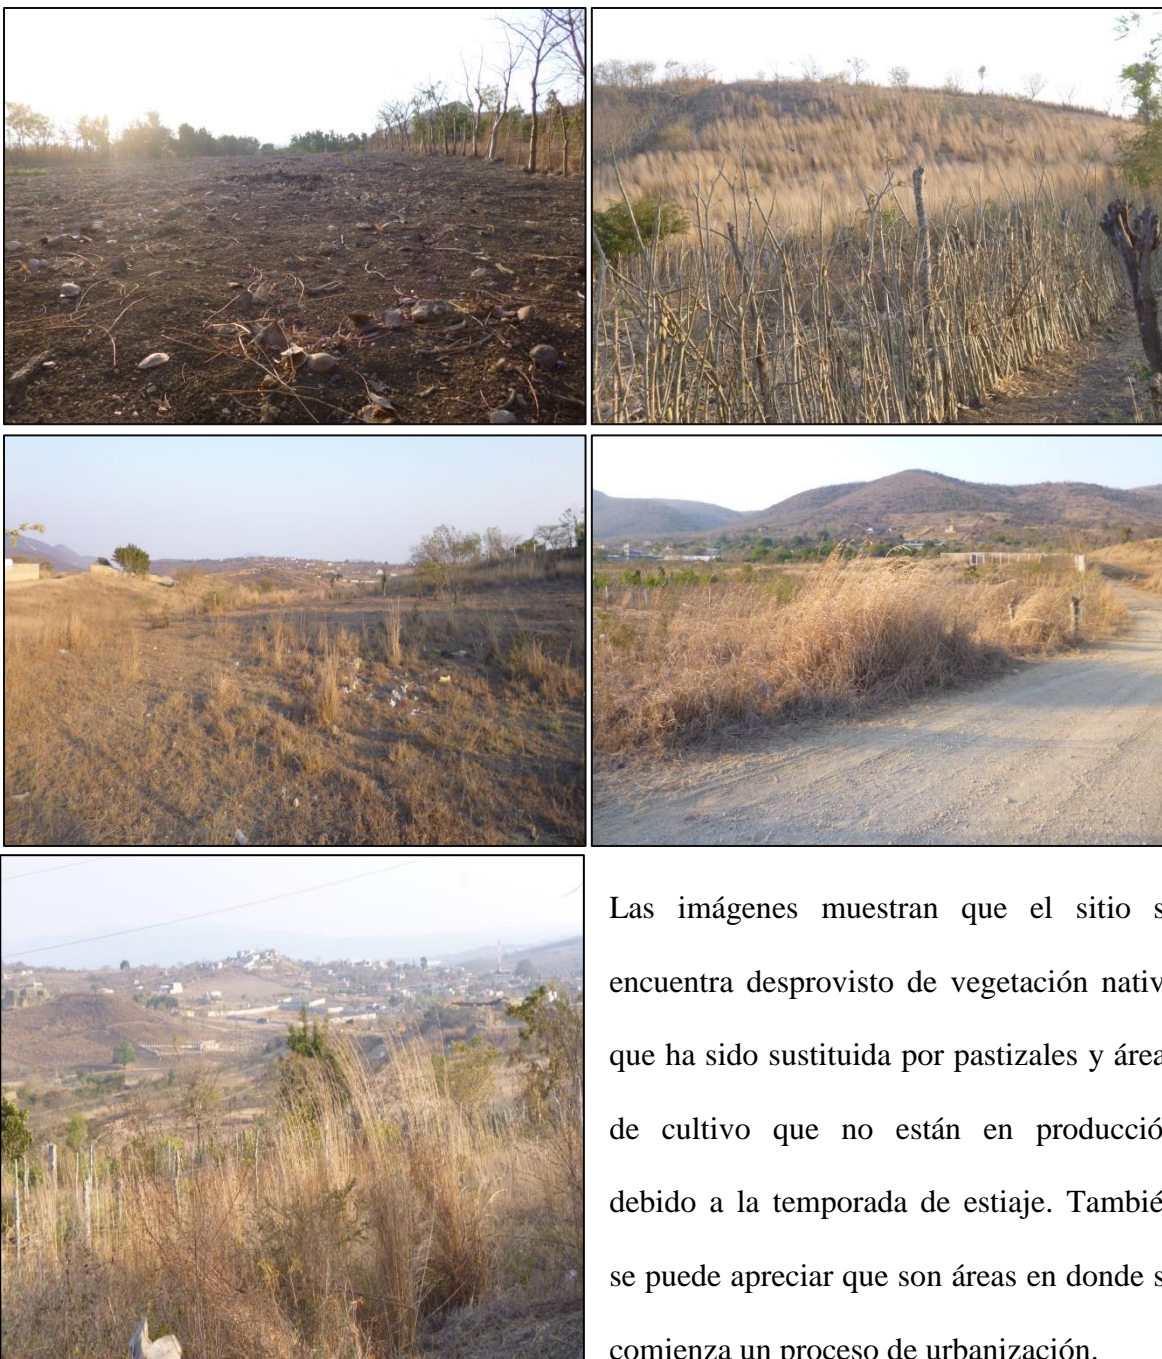 Las imágenes muestran que el sitio s
encuentra desprovisto de vegetación nativ
que ha sido sustituida por pastizales y área
de cultivo que no están en producció
debido a la temporada de estiaje. Tambié
se puede apreciar que son áreas en donde s
comienza un proceso de urbanización.